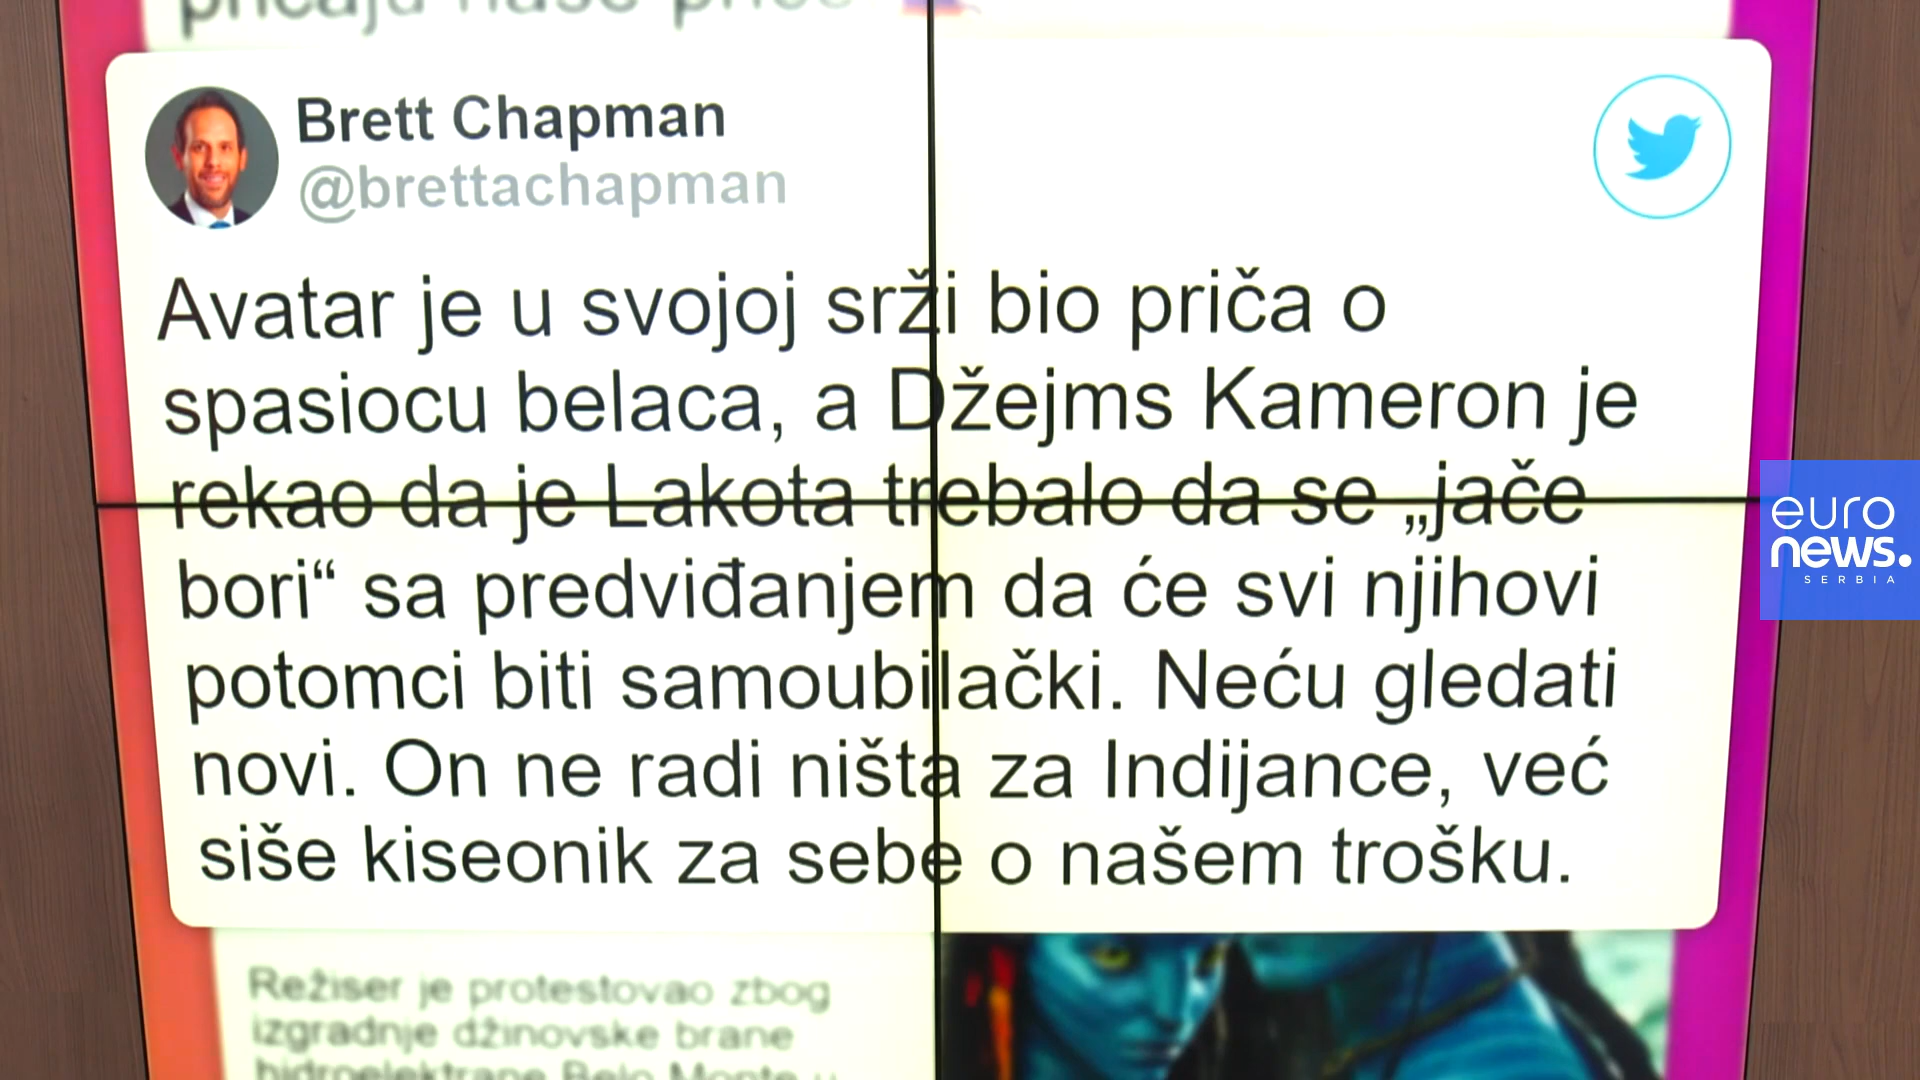 pričaju naše priče
Brett Chapman
@brettachapman
Avatar je u svojoj srži bio priča o
spasiocu belaca, a Džejms Kameron je
rekao da je Lakota trebalo da se „jače
bori“ sa predviđanjem da će svi njihovi
potomci biti samoubilački. Neću gledati
novi. On ne radi ništa za Indijance, već
siše kiseonik za sebe o našem trošku.
euro
news.
SERBIA
Režiser je protestovao zbog
izgradnje džinovske brane
hidroelektrane Belo Monte u